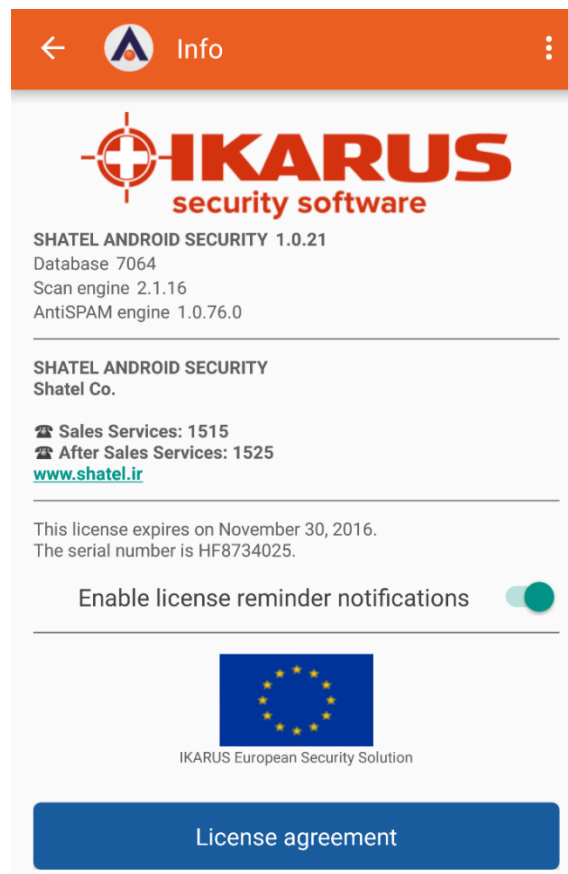 Info
IKARUS
security software
SHATEL ANDROID SECURITY 1.0.21
Database 7064
Scan engine 2.1.16
AntiSPAM engine 1.0.76.0
SHATEL ANDROID SECURITY
Shatel Co.
☎ Sales Services: 1515
☎ After Sales Services: 1525
www.shatel.ir
This license expires on November 30, 2016.
The serial number is HF8734025.
Enable license reminder notifications
IKARUS European Security Solution
License agreement